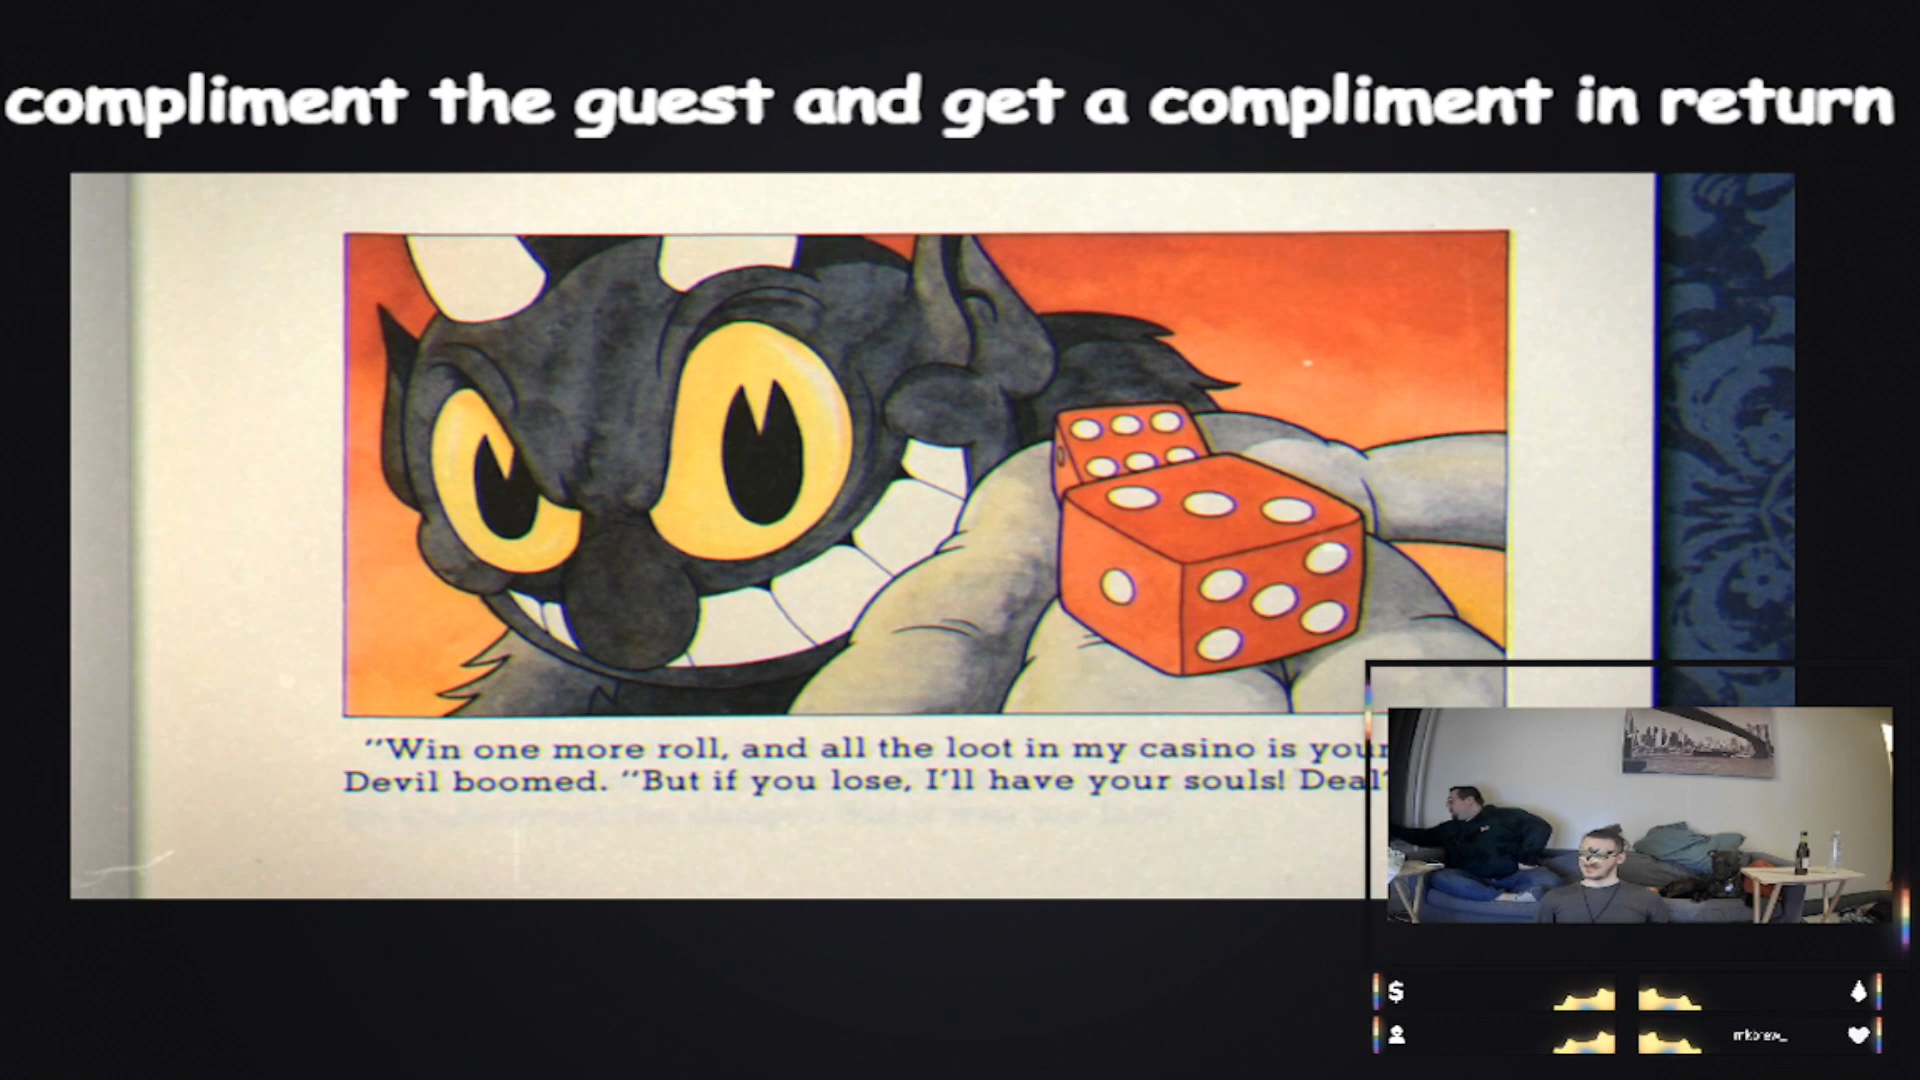 compliment the guest and get a compliment in return
"Win one more roll, and all the loot in my casino is your
Devil boomed. "But if you lose, I'll have your souls! Deal?
$
mkbrew_